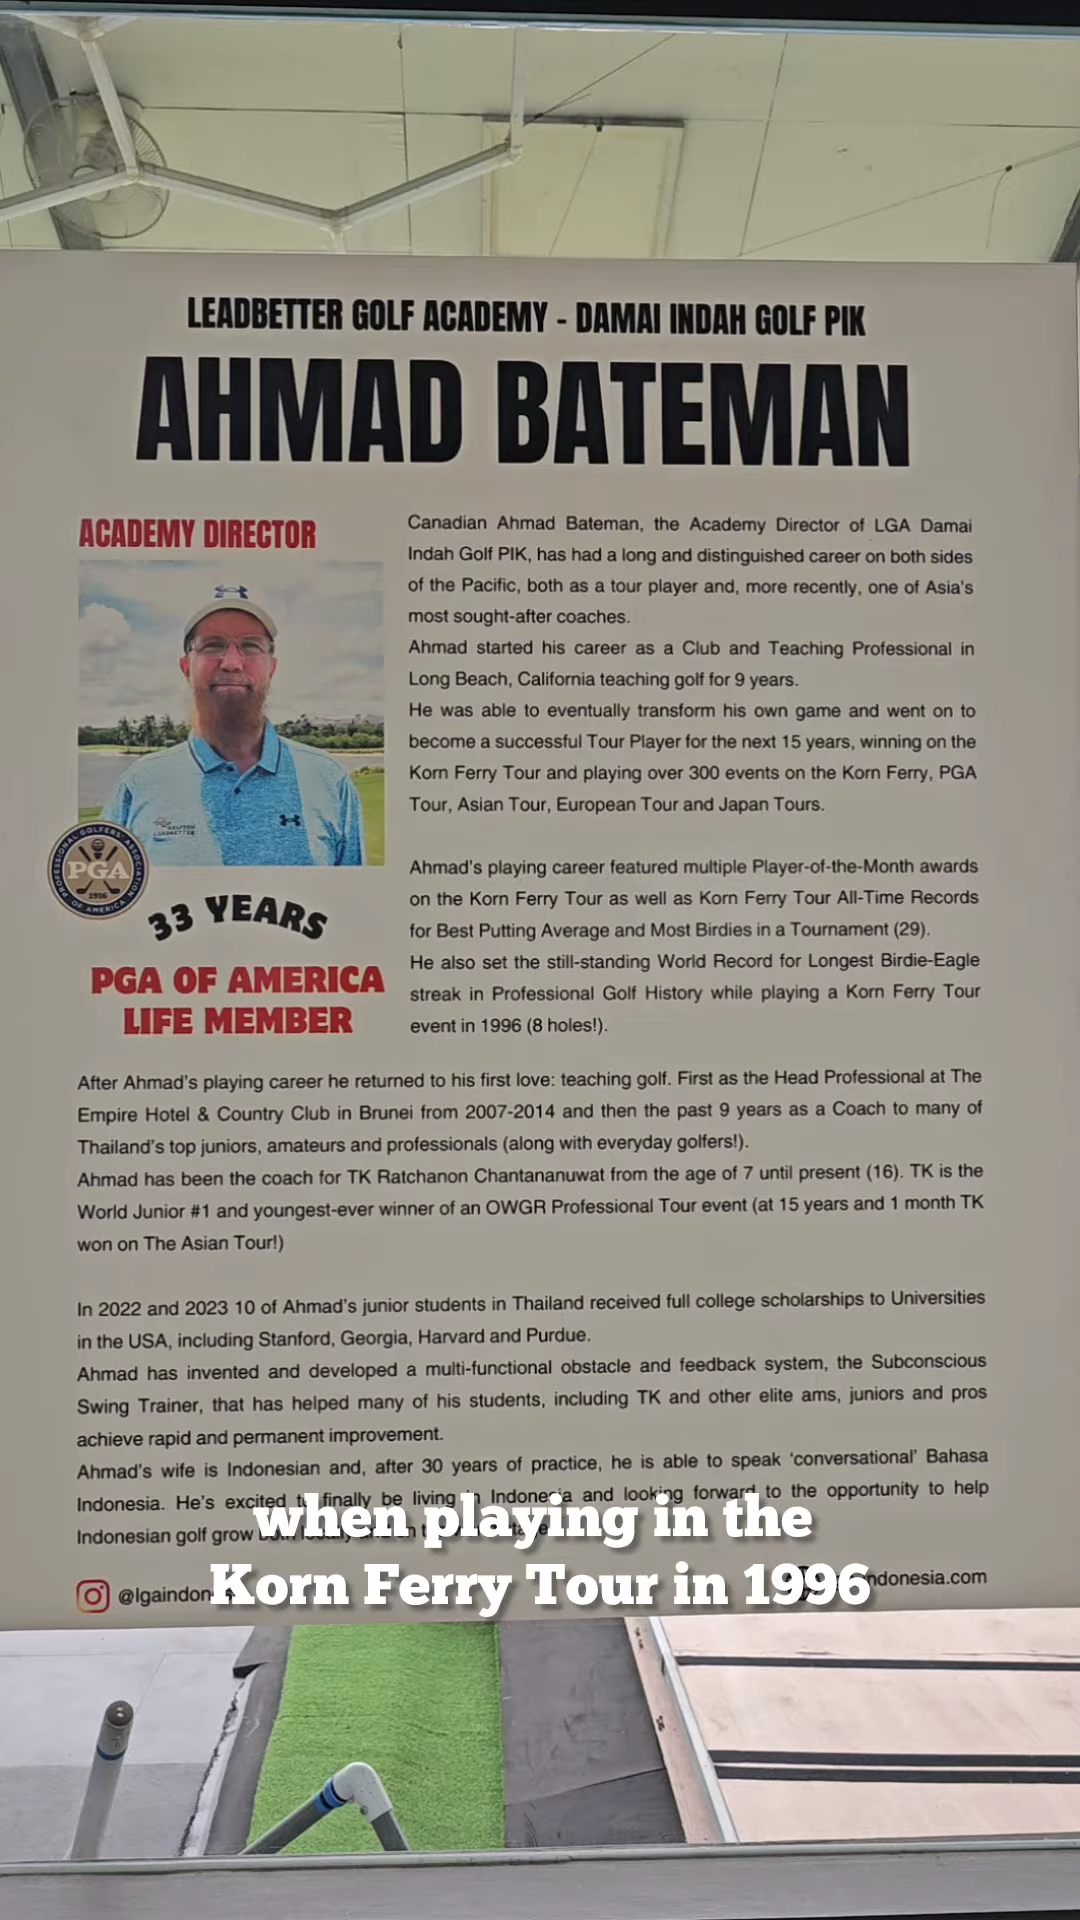 LEADBETTER GOLF ACADEMY - DAMAI INDAH GOLF PIK
AHMAD BATEMAN
ACADEMY DIRECTOR
PROFESSIONAL GOLFERS' ASSOCIATION
PGA
1916
OF AMERICA
33 YEARS
PGA OF AMERICA
LIFE MEMBER
Canadian Ahmad Bateman, the Academy Director of LGA Damai
Indah Golf PIK, has had a long and distinguished career on both sides
of the Pacific, both as a tour player and, more recently, one of Asia's
most sought-after coaches.
Ahmad started his career as a Club and Teaching Professional in
Long Beach, California teaching golf for 9 years.
He was able to eventually transform his own game and went on to
become a successful Tour Player for the next 15 years, winning on the
Korn Ferry Tour and playing over 300 events on the Korn Ferry, PGA
Tour, Asian Tour, European Tour and Japan Tours.
Ahmad's playing career featured multiple Player-of-the-Month awards
on the Korn Ferry Tour as well as Korn Ferry Tour All-Time Records
for Best Putting Average and Most Birdies in a Tournament (29).
He also set the still-standing World Record for Longest Birdie-Eagle
streak in Professional Golf History while playing a Korn Ferry Tour
event in 1996 (8 holes!).
After Ahmad's playing career he returned to his first love: teaching golf. First as the Head Professional at The
Empire Hotel & Country Club in Brunei from 2007-2014 and then the past 9 years as a Coach to many of
Thailand's top juniors, amateurs and professionals (along with everyday golfers!).
Ahmad has been the coach for TK Ratchanon Chantananuwat from the age of 7 until present (16). TK is the
World Junior #1 and youngest-ever winner of an OWGR Professional Tour event (at 15 years and 1 month TK
won on The Asian Tour!)
In 2022 and 2023 10 of Ahmad's junior students in Thailand received full college scholarships to Universities
in the USA, including Stanford, Georgia, Harvard and Purdue.
Ahmad has invented and developed a multi-functional obstacle and feedback system, the Subconscious
Swing Trainer, that has helped many of his students, including TK and other elite ams, juniors and pros
achieve rapid and permanent improvement.
Ahmad's wife is Indonesian and, after 30 years of practice, he is able to speak 'conversational' Bahasa
Indonesia. He's excited to finally be living in Indonesia and looking forward to the opportunity to help
Indonesian golf grow
when playing in the
Korn Ferry Tour in 1996